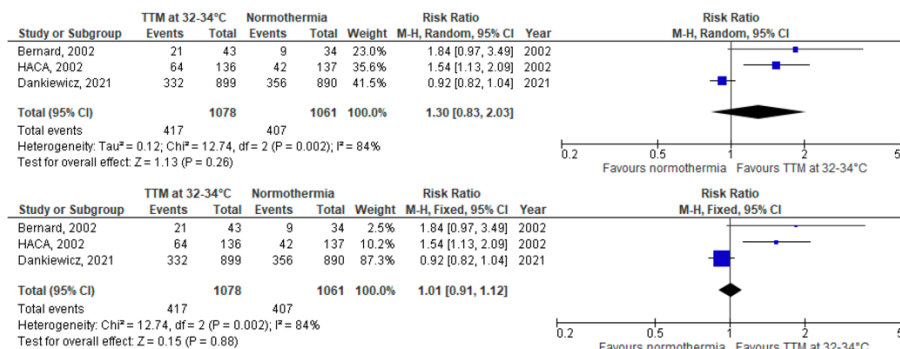 TTM at 32-34°C Normothermia Risk Ratio Risk Ratio
Study or Subgroup Events Total Events Total Weight M-H, Random, 95% CI Year M-H, Random, 95% CI
Bernard, 2002 21 43 9 34 23.0% 1.84 [0.97, 3.49] 2002
HACA, 2002 64 136 42 137 35.6% 1.54 [1.13, 2.09] 2002
Dankiewicz, 2021 332 899 356 890 41.5% 0.92 [0.82, 1.04] 2021
Total (95% CI) 1078 1061 100.0% 1.30 [0.83, 2.03]
Total events 417 407
Heterogeneity: Tau² = 0.12; Chi² = 12.74, df = 2 (P = 0.002); I² = 84%
Test for overall effect: Z = 1.13 (P = 0.26)
0.2 0.5 1 2 5
Favours normothermia Favours TTM at 32-34°C
TTM at 32-34°C Normothermia Risk Ratio Risk Ratio
Study or Subgroup Events Total Events Total Weight M-H, Fixed, 95% CI Year M-H, Fixed, 95% CI
Bernard, 2002 21 43 9 34 2.5% 1.84 [0.97, 3.49] 2002
HACA, 2002 64 136 42 137 10.2% 1.54 [1.13, 2.09] 2002
Dankiewicz, 2021 332 899 356 890 87.3% 0.92 [0.82, 1.04] 2021
Total (95% CI) 1078 1061 100.0% 1.01 [0.91, 1.12]
Total events 417 407
Heterogeneity: Chi² = 12.74, df = 2 (P = 0.002); I² = 84%
Test for overall effect: Z = 0.15 (P = 0.88)
0.2 0.5 1 2 5
Favours normothermia Favours TTM at 32-34°C